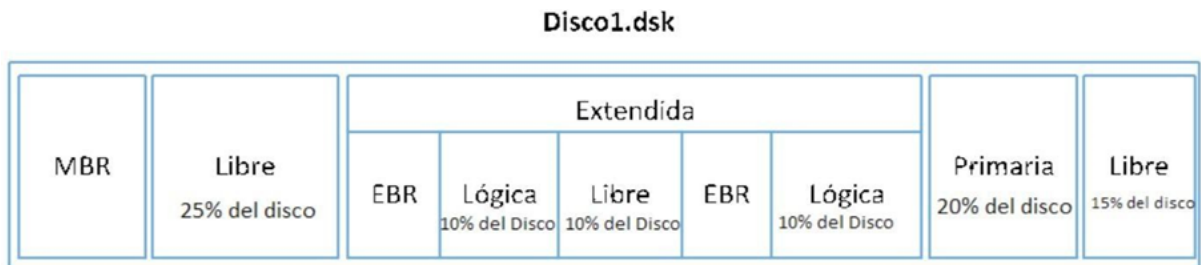 Disco1.dsk
MBR
Libre
25% del disco
Extendida
EBR
Lógica
10% del Disco
Libre
10% del Disco
EBR
Lógica
10% del Disco
Primaria
20% del disco
Libre
15% del disco